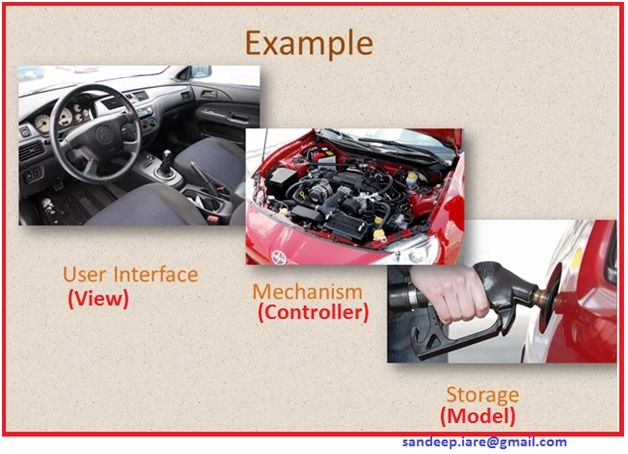 Example
User Interface
(View)
Mechanism
(Controller)
Storage
(Model)
sandeep.iare@gmail.com